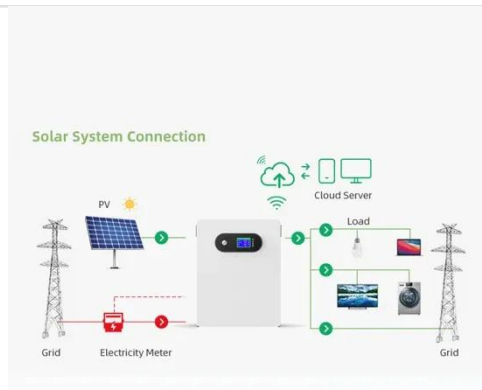 Solar System Connection
Cloud Server
PV
Load
Grid
Electricity Meter
Grid